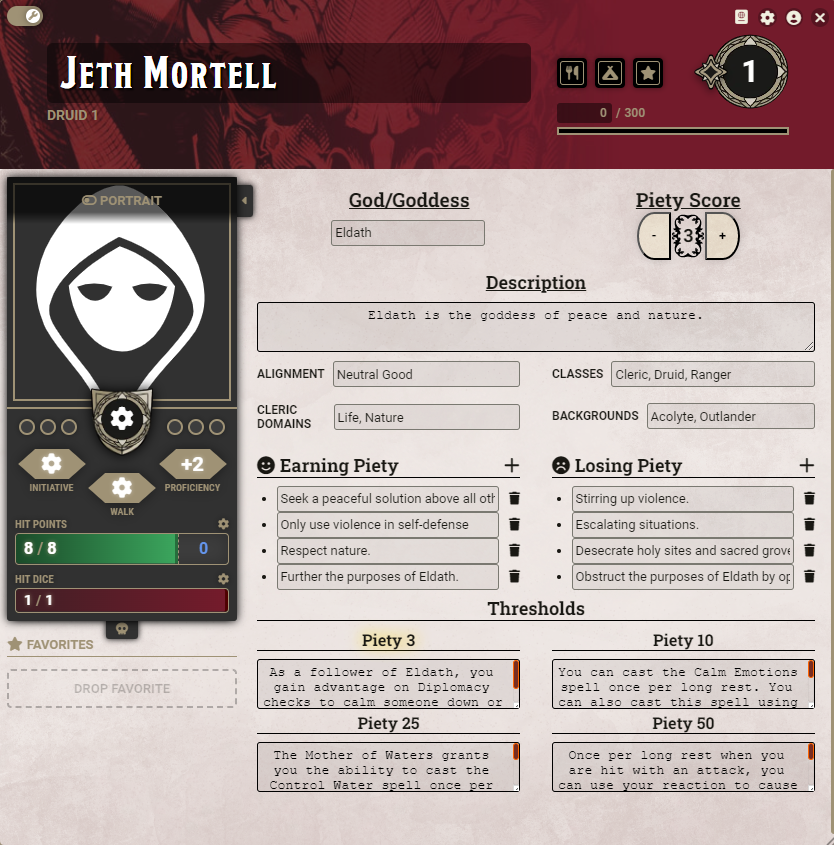 Jeth Mortell
1
DRUID 1
0 / 300
PORTRAIT
INITIATIVE
+2
PROFICIENCY
WALK
HIT POINTS
8 / 8
0
HIT DICE
1 / 1
FAVORITES
DROP FAVORITE
God/Goddess
Eldath
Piety Score
- 3 +
Description
Eldath is the goddess of peace and nature.
ALIGNMENT
Neutral Good
CLASSES
Cleric, Druid, Ranger
CLERIC
DOMAINS
Life, Nature
BACKGROUNDS
Acolyte, Outlander
Earning Piety
Seek a peaceful solution above all
Only use violence in self-defense
Respect nature.
Further the purposes of Eldath.
Losing Piety
Stirring up violence.
Escalating situations.
Desecrate holy sites and sacred
Obstruct the purposes of Eldath by
Thresholds
Piety 3
As a follower of Eldath, you
gain advantage on Diplomacy
checks to calm someone down or
Piety 10
You can cast the Calm Emotions
spell once per long rest. You
can also cast this spell using
Piety 25
The Mother of Waters grants
you the ability to cast the
Control Water spell once per
Piety 50
Once per long rest when you
are hit with an attack, you
can use your reaction to cause